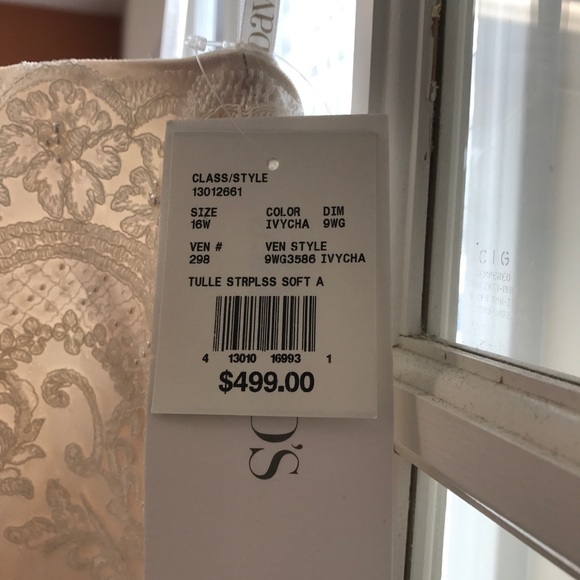 CLASS/STYLE
13012661
SIZE COLOR DIM
16W IVYCHA 9WG
VEN # VEN STYLE
298 9WG3586 IVYCHA
TULLE STRPLSS SOFT A
4 13010 16993 1
$499.00